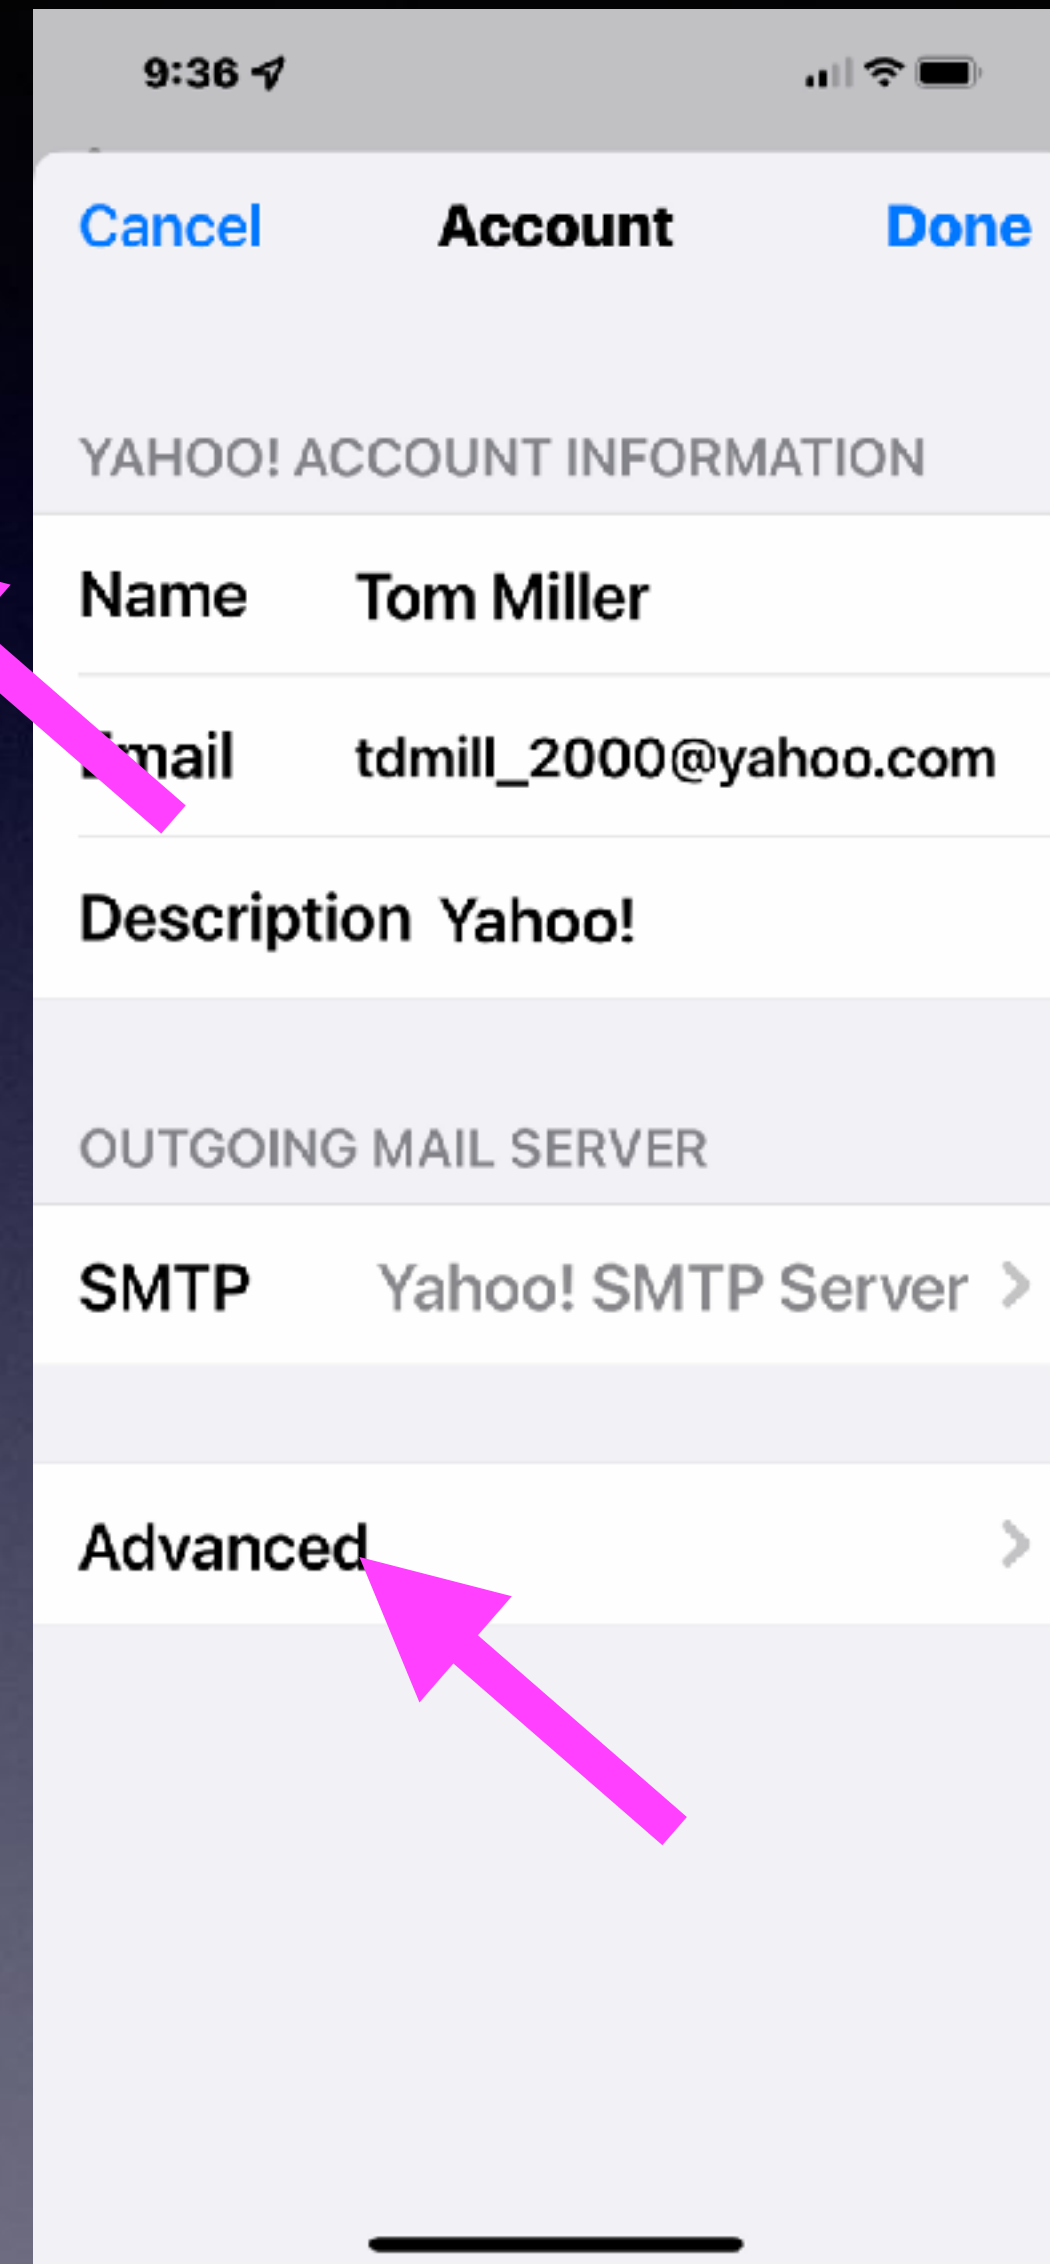 9:36
Cancel Account Done
YAHOO! ACCOUNT INFORMATION
Name Tom Miller
Email tdmill_2000@yahoo.com
Description Yahoo!
OUTGOING MAIL SERVER
SMTP Yahoo! SMTP Server
Advanced